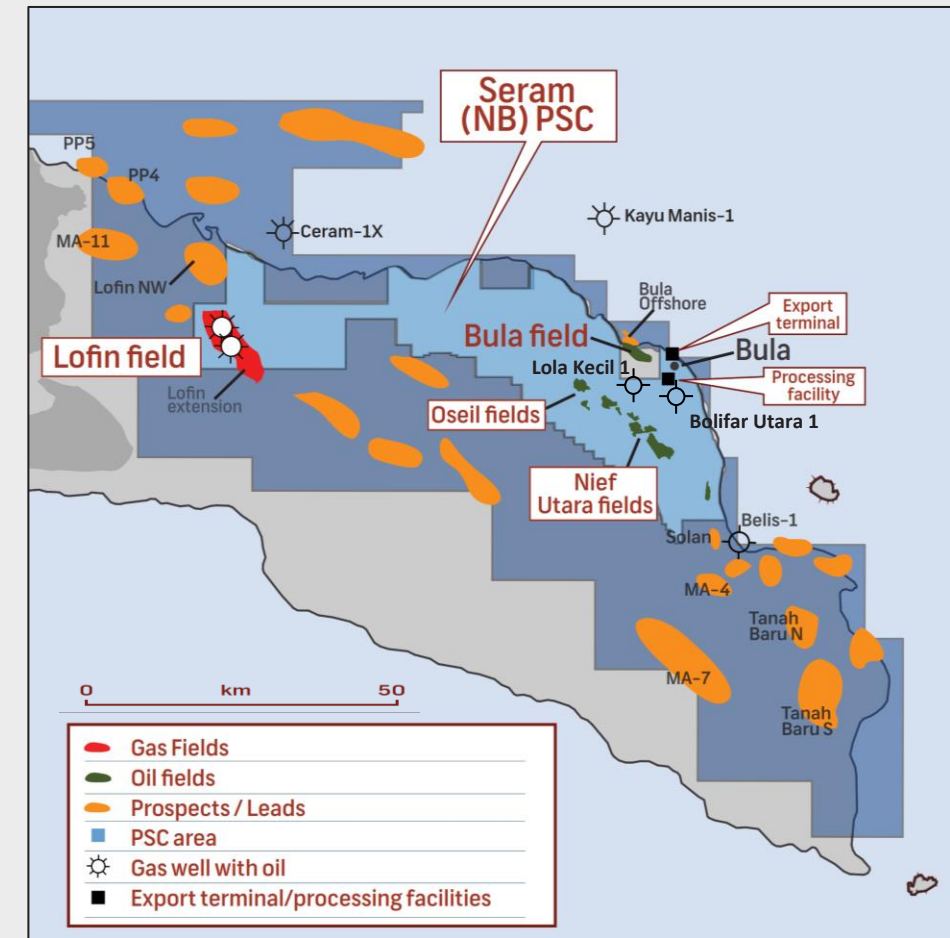 Seram
(NB) PSC
PP5
PP4
Ceram-1X
Kayu Manis-1
MA-11
Lofin NW
Bula
Offshore
Export
terminal
Bula field
Bula
Lofin field
Lola Kecil 1
Processing
facility
Lofin
extension
Oseil fields
Bolifar Utara 1
Nief
Utara fields
Belis-1
Solan
MA-4
Tanah
Baru N
MA-7
Tanah
Baru S
0 km 50
Gas Fields
Oil fields
Prospects / Leads
PSC area
Gas well with oil
Export terminal/processing facilities